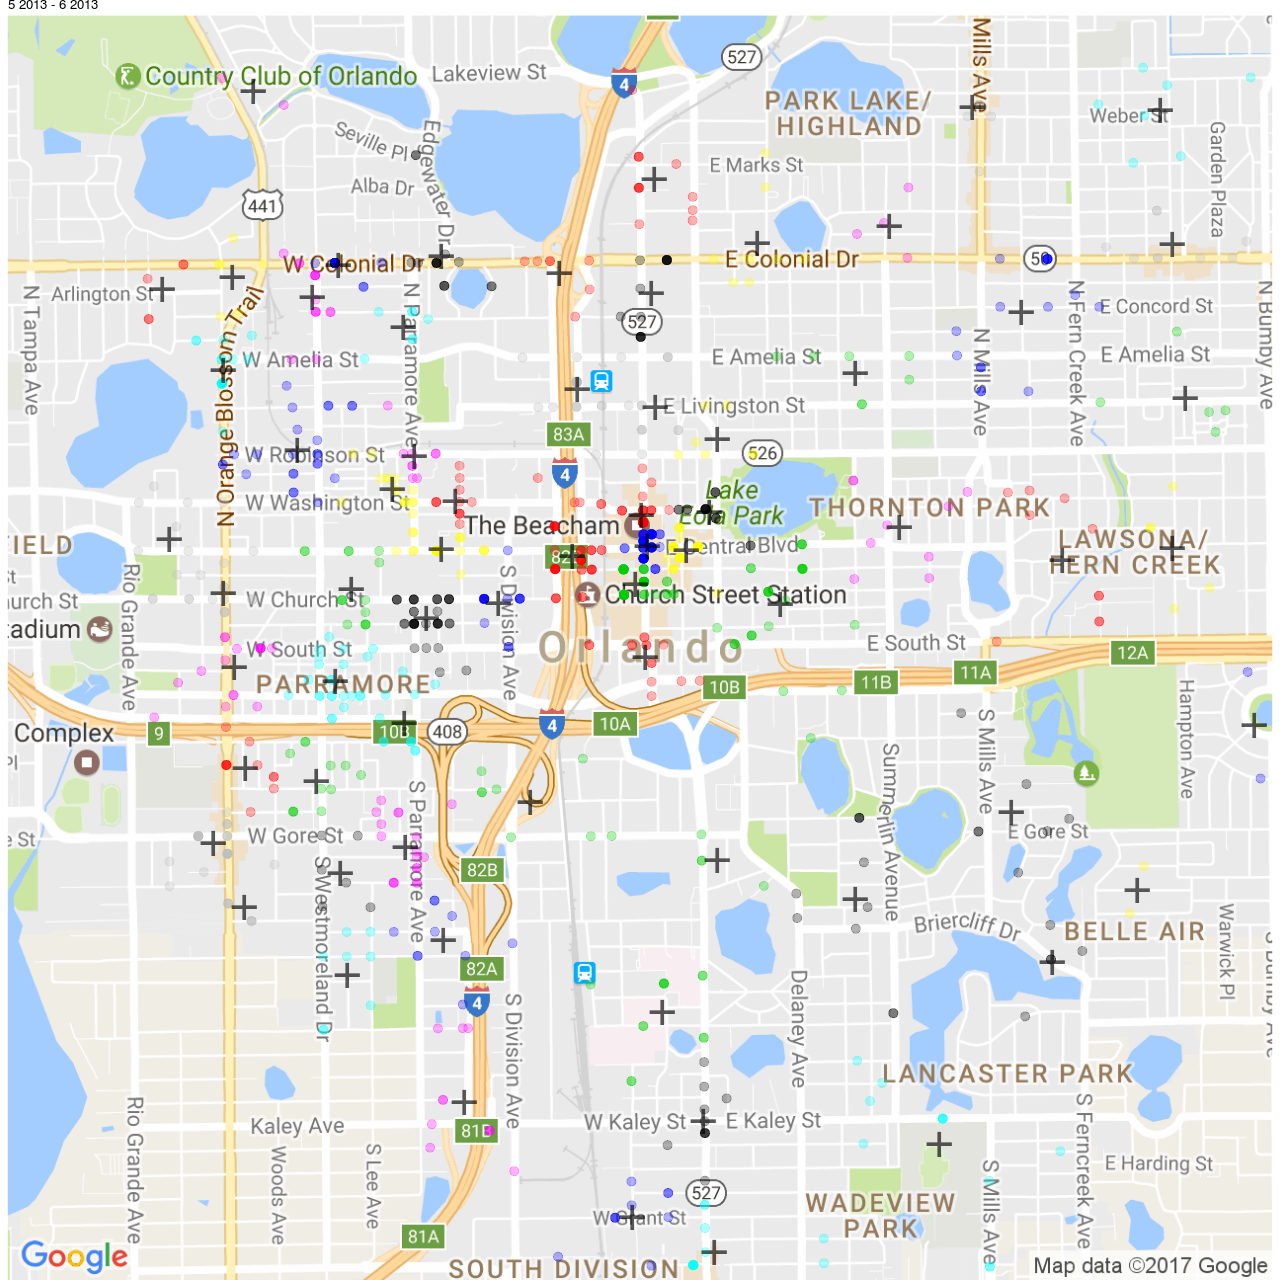 5 2013 - 6 2013
Country Club of Orlando
Lakeview St
527
4
Mills Ave
PARK LAKE/
HIGHLAND
Weber St
Garden Plaza
Seville Pl
Edgewater Dr
Alba Dr
E Marks St
441
W Colonial Dr
E Colonial Dr
50
Arlington St
N Tampa Ave
N Orange Blossom Trail
N Parramore Ave
527
N Mills Ave
N Fern Creek Ave
E Concord St
N Bumby Ave
W Amelia St
E Amelia St
E Amelia St
E Livingston St
83A
W Robinson St
526
4
W Washington St
Lake
Eola Park
The Beacham
THORNTON PARK
E Central Blvd
LAWSONA/
FERN CREEK
FIELD
Rio Grande Ave
W Church St
S Division Ave
Church Street Station
Orlando
W South St
E South St
PARRAMORE
12A
11A
11B
10B
10A
4
408
10B
9
Complex
S Parramore Ave
Summerlin Avenue
S Mills Ave
Hampton Ave
W Gore St
E Gore St
S Westmoreland Dr
82B
Briercliff Dr
BELLE AIR
Warwick Pl
S Bumby Ave
82A
4
S Division Ave
Delaney Ave
LANCASTER PARK
Rio Grande Ave
Kaley Ave
81B
W Kaley St
E Kaley St
S Ferncreek Ave
Woods Ave
S Lee Ave
S Mills Ave
E Harding St
527
W Grant St
WADEVIEW
PARK
81A
SOUTH DIVISION
Google
Map data ©2017 Google